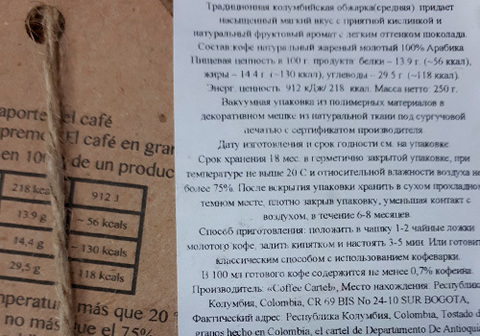 Традиционная колумбийская обжарка(средняя) придает
насыщенный мягкий вкус с приятной кислинкой и
натуральный фруктовый аромат с легким оттенком шоколада.
Состав кофе натуральный жареный молотый 100% Арабика
Пищевая ценность в 100 г. продукта: белки – 13.9 г. (~56 ккал),
жиры – 14.4 г. (~130 ккал), углеводы – 29.5 г. (~118 ккал).
Энерг. ценность 912 кДж/ 218 ккал. Масса нетто: 250 г.
Вакуумная упаковка из полимерных материалов в
декоративном мешке из натуральной ткани под сургучовой
печатью с сертификатом производителя.
Дату изготовления и срок годности см. на упаковке
Срок хранения 18 мес. в герметично закрытой упаковке, при
температуре не выше 20 С и относительной влажности воздуха не
более 75%. После вскрытия упаковки хранить в сухом прохладном
темном месте, плотно закрыв упаковку, уменьшая контакт с
воздухом, в течение 6-8 месяцев.
Способ приготовления: положить в чашку 1-2 чайные ложки
молотого кофе, залить кипятком и настоять 3-5 мин. Или готовить
классическим способом с использованием кофеварки.
В 100 мл готового кофе содержится не менее 0,7% кофеина.
Производитель: «Coffee Cartel», Место нахождения: Республика
Колумбия, Colombia, CR 69 BIS No 24-10 SUR BOGOTA,
Фактический адрес: Республика Колумбия, Colombia, Tostado de
granos hecho en Colombia, el cartel de Departamento de Antioqu
aporte el café
premo El café en gran
en 100 de un produc
218 kcal 912 J
13.9 g ~ 56 kcals
14,4 g ~ 130 kcals
29,5 g 118 kcals
mperatu más que 20 °
no más que el 75%